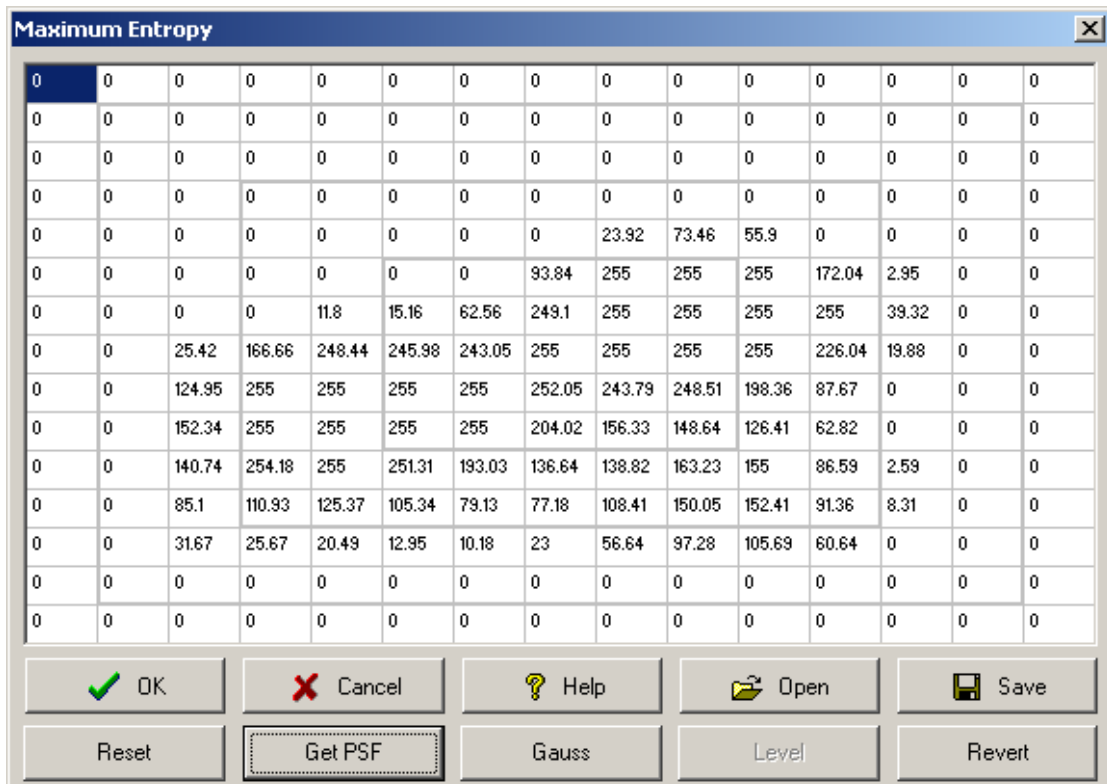 Maximum Entropy
0 0 0 0 0 0 0 0 0 0 0 0 0 0 0
0 0 0 0 0 0 0 0 0 0 0 0 0 0 0
0 0 0 0 0 0 0 0 0 0 0 0 0 0 0
0 0 0 0 0 0 0 0 0 0 0 0 0 0 0
0 0 0 0 0 0 0 0 23.92 73.46 55.9 0 0 0 0
0 0 0 0 0 0 0 93.84 255 255 255 172.04 2.95 0 0
0 0 0 0 11.8 15.16 62.56 249.1 255 255 255 255 39.32 0 0
0 0 25.42 166.66 248.44 245.98 243.05 255 255 255 255 226.04 19.88 0 0
0 0 124.95 255 255 255 255 252.05 243.79 248.51 198.36 87.67 0 0 0
0 0 152.34 255 255 255 255 204.02 156.33 148.64 126.41 62.82 0 0 0
0 0 140.74 254.18 255 251.31 193.03 136.64 138.82 163.23 155 86.59 2.59 0 0
0 0 85.1 110.93 125.37 105.34 79.13 77.18 108.41 150.05 152.41 91.36 8.31 0 0
0 0 31.67 25.67 20.49 12.95 10.18 23 56.64 97.28 105.69 60.64 0 0 0
0 0 0 0 0 0 0 0 0 0 0 0 0 0 0
0 0 0 0 0 0 0 0 0 0 0 0 0 0 0
OK Cancel Help Open Save
Reset Get PSF Gauss Level Revert